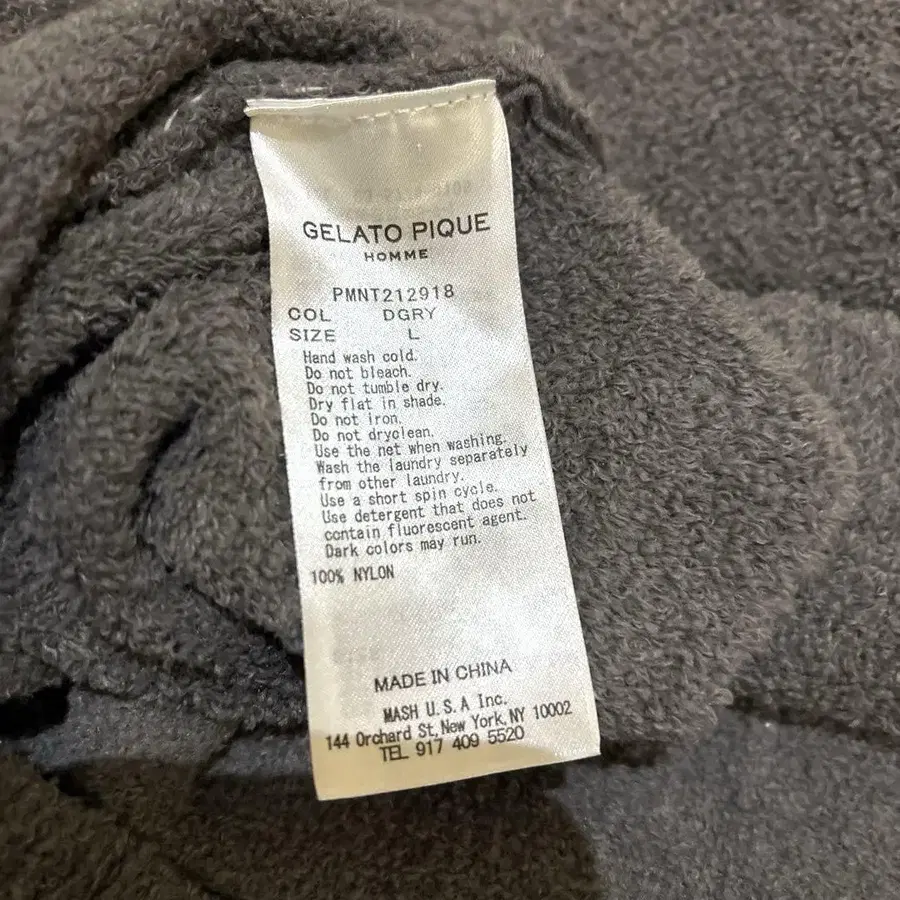 GELATO PIQUE
HOMME
PMNT212918
COL DGRY
SIZE L
Hand wash cold.
Do not bleach.
Do not tumble dry.
Dry flat in shade.
Do not iron.
Do not dryclean.
Use the net when washing.
Wash the laundry separately
from other laundry.
Use a short spin cycle.
Use detergent that does not
contain fluorescent agent.
Dark colors may run.
100% NYLON
MADE IN CHINA
MASH U.S.A Inc.
144 Orchard St, New York, NY 10002
TEL 917 409 5520